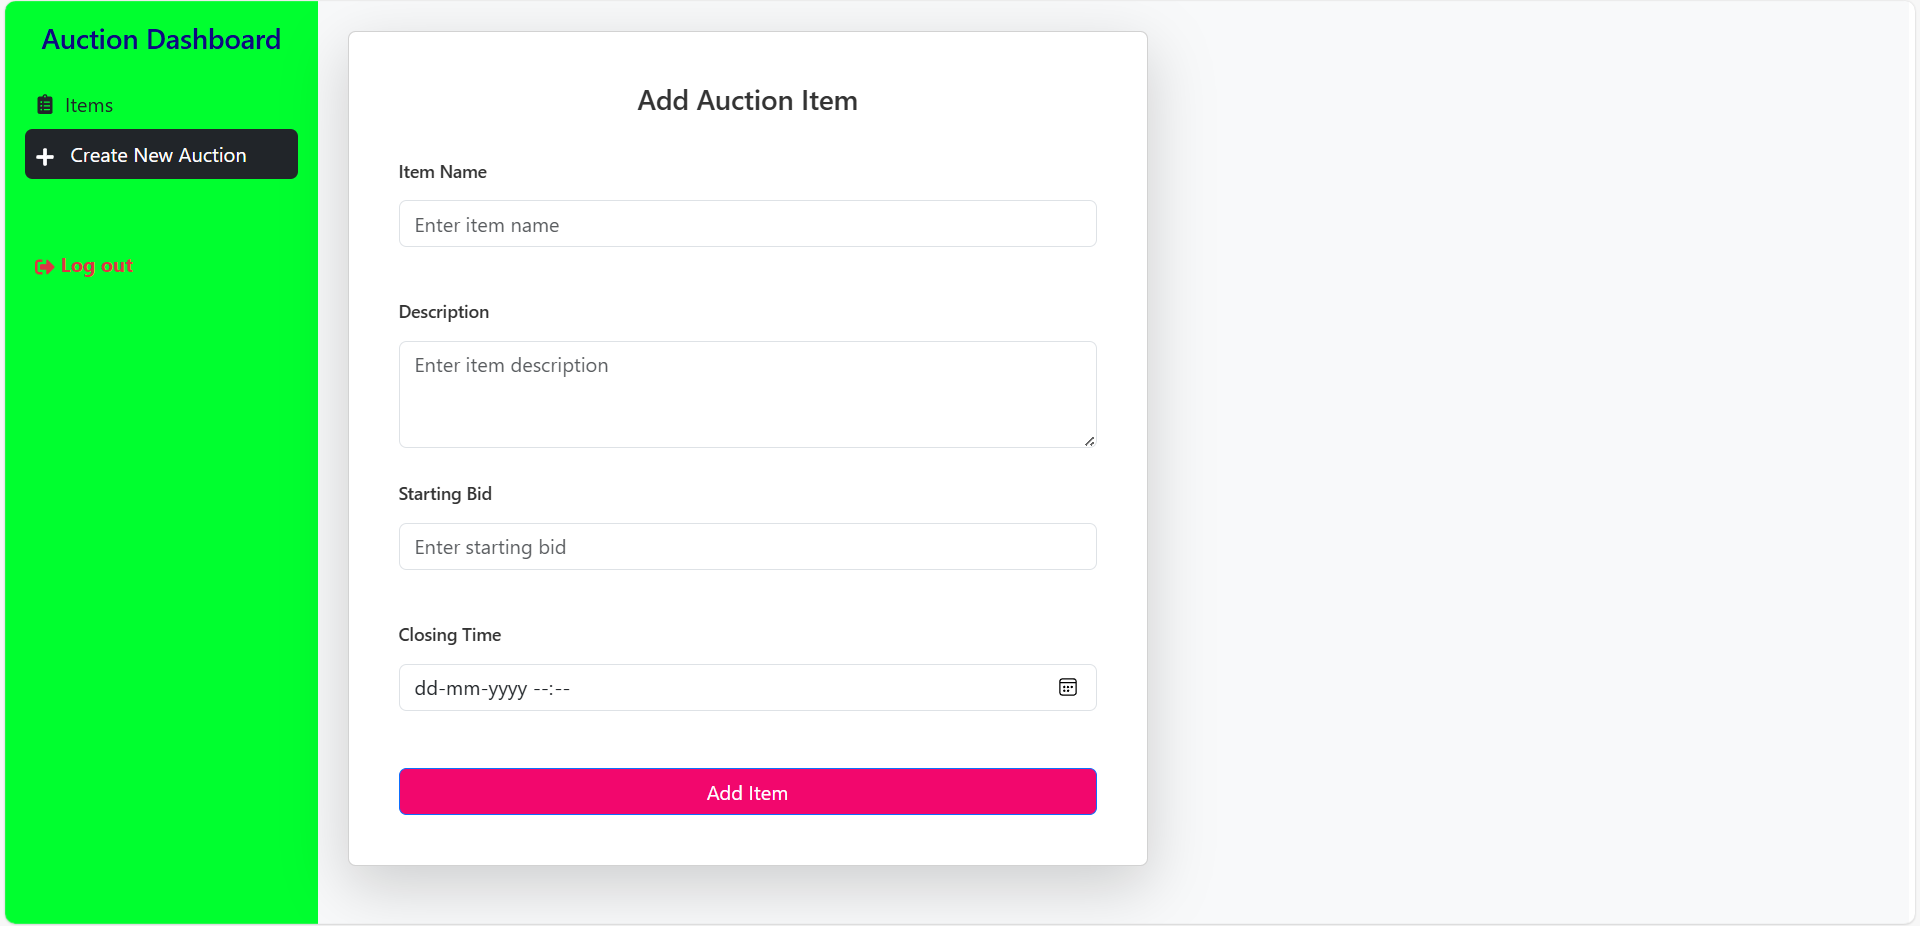 Auction Dashboard
Items
Create New Auction
Log out
Add Auction Item
Item Name
Enter item name
Description
Enter item description
Starting Bid
Enter starting bid
Closing Time
dd-mm-yyyy --:--
Add Item